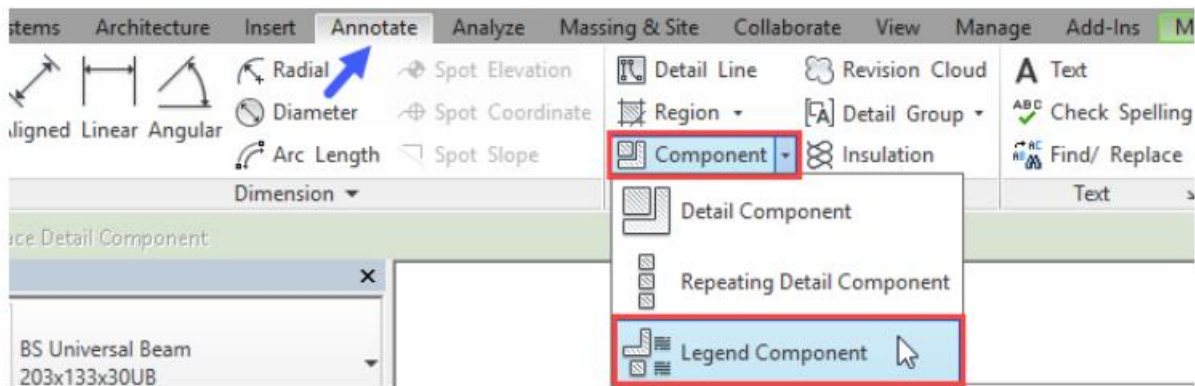 stems Architecture Insert Annotate Analyze Massing & Site Collaborate View Manage Add-Ins M
Radial Spot Elevation Detail Line Revision Cloud Text
Aligned Linear Angular Diameter Spot Coordinate Region Detail Group Check Spelling
Arc Length Spot Slope Component Insulation Find/ Replace
Dimension Text
ace Detail Component
Detail Component
Repeating Detail Component
Legend Component
BS Universal Beam
203x133x30UB